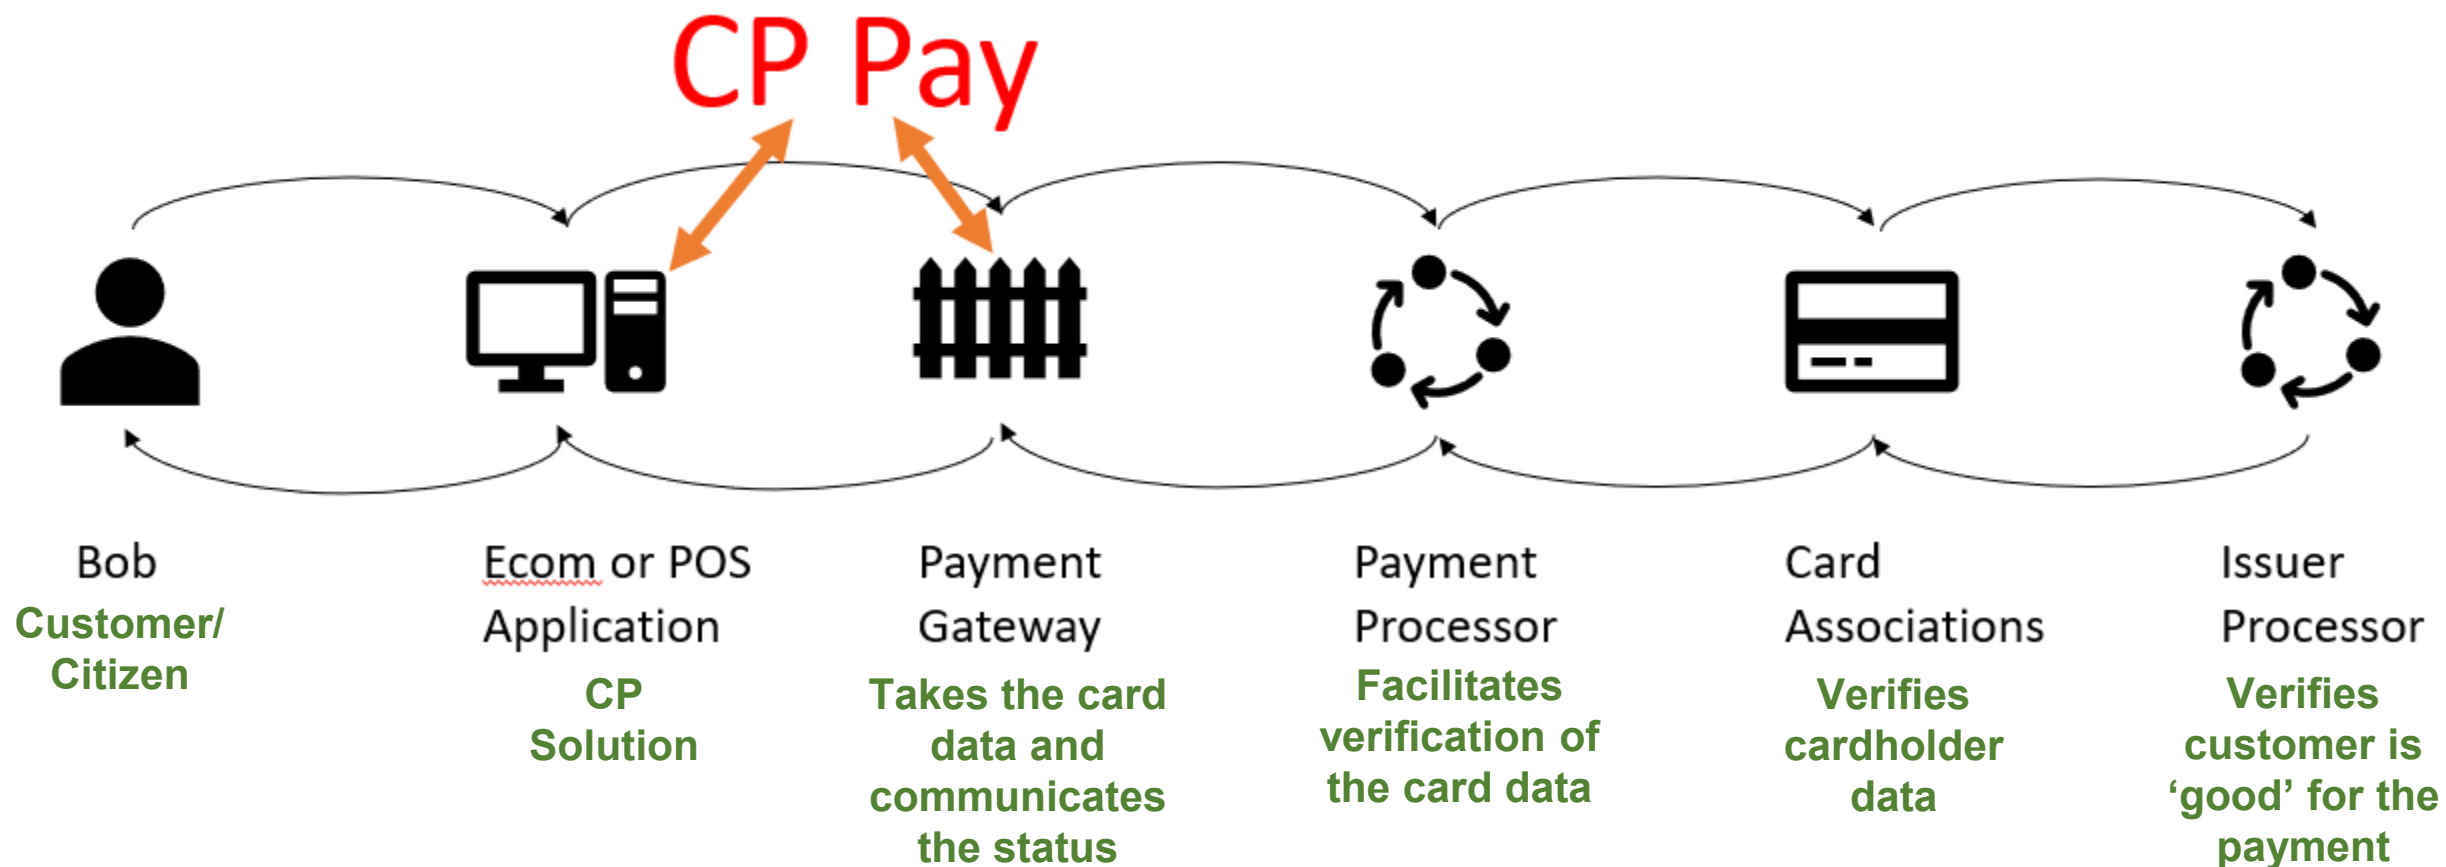 CP Pay
Bob
Customer/
Citizen
Ecom or POS
Application
CP
Solution
Payment
Gateway
Takes the card
data and
communicates
the status
Payment
Processor
Facilitates
verification of
the card data
Card
Associations
Verifies
cardholder
data
Issuer
Processor
Verifies
customer is
‘good’ for the
payment